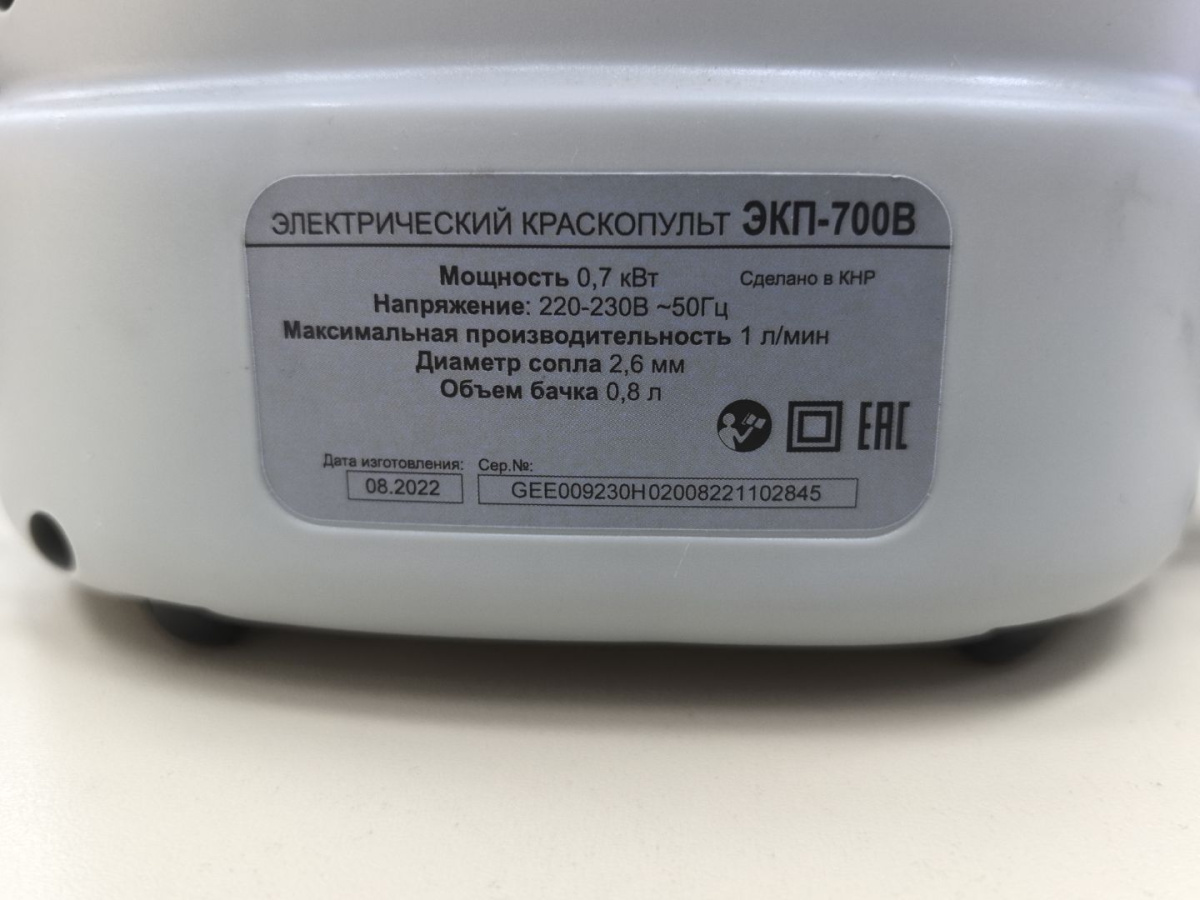 ЭЛЕКТРИЧЕСКИЙ КРАСКОПУЛЬТ ЭКП-700В
Мощность 0,7 кВт Сделано в КНР
Напряжение: 220-230В ~50Гц
Максимальная производительность 1 л/мин
Диаметр сопла 2,6 мм
Объем бачка 0,8 л
EAC
Дата изготовления: Сер.№:
08.2022 GEE009230H02008221102845